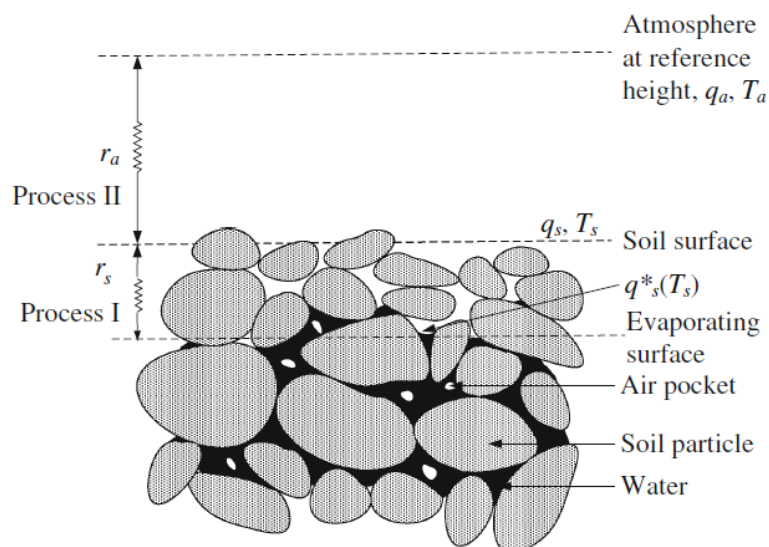 Atmosphere
at reference
height, qₐ, Tₐ
rₐ
Process II
qₛ, Tₛ
Soil surface
rₛ
q*ₛ(Tₛ)
Process I
Evaporating
surface
Air pocket
Soil particle
Water